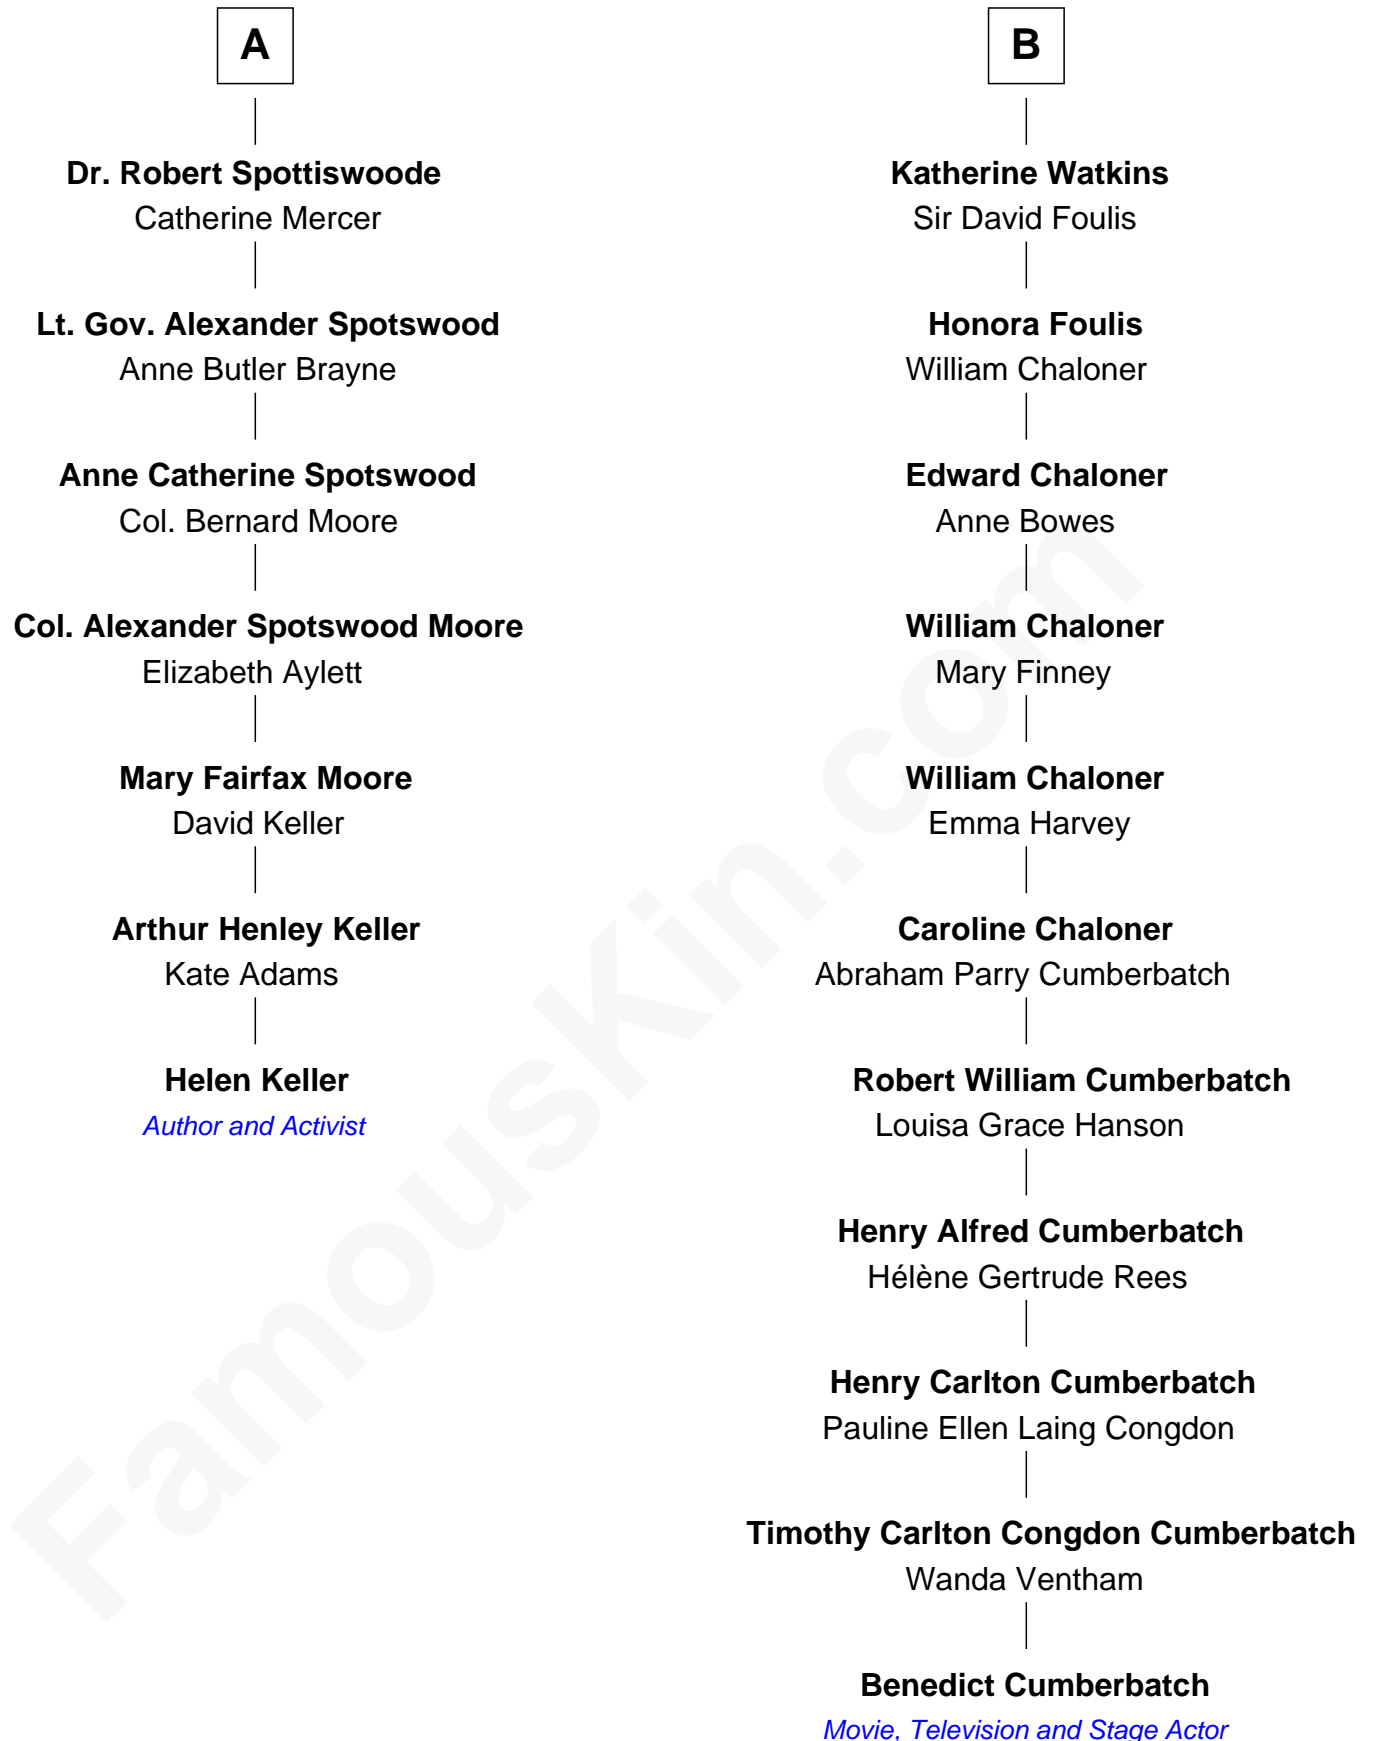 A
Dr. Robert Spottiswoode
Catherine Mercer
Lt. Gov. Alexander Spotswood
Anne Butler Brayne
Anne Catherine Spotswood
Col. Bernard Moore
Col. Alexander Spotswood Moore
Elizabeth Aylett
Mary Fairfax Moore
David Keller
Arthur Henley Keller
Kate Adams
Helen Keller
Author and Activist
B
Katherine Watkins
Sir David Foulis
Honora Foulis
William Chaloner
Edward Chaloner
Anne Bowes
William Chaloner
Mary Finney
William Chaloner
Emma Harvey
Caroline Chaloner
Abraham Parry Cumberbatch
Robert William Cumberbatch
Louisa Grace Hanson
Henry Alfred Cumberbatch
Hélène Gertrude Rees
Henry Carlton Cumberbatch
Pauline Ellen Laing Congdon
Timothy Carlton Congdon Cumberbatch
Wanda Ventham
Benedict Cumberbatch
Movie, Television and Stage Actor
FamousKin.com